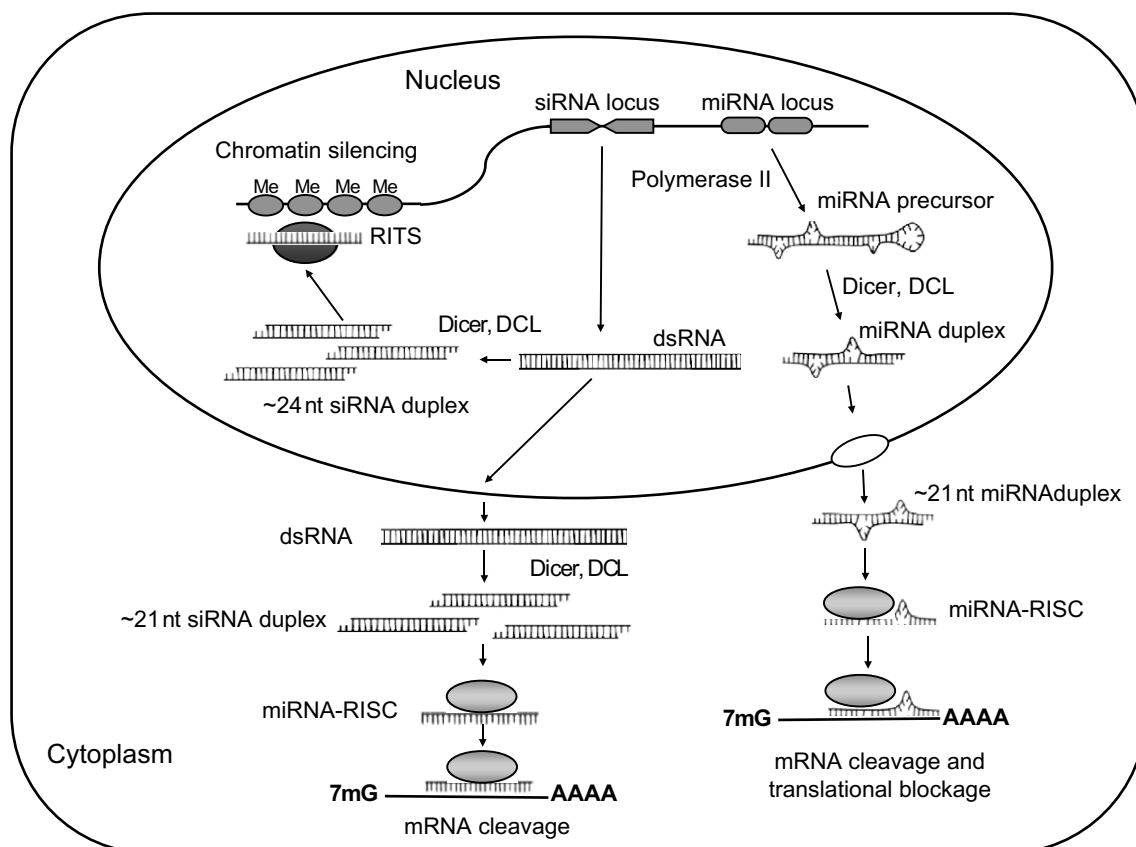 Nucleus
siRNA locus
miRNA locus
Chromatin silencing
Me Me Me Me
RITS
Polymerase II
miRNA precursor
Dicer, DCL
miRNA duplex
Dicer, DCL
dsRNA
~24 nt siRNA duplex
~21 nt miRNAduplex
dsRNA
Dicer, DCL
~21 nt siRNA duplex
miRNA-RISC
miRNA-RISC
7mG AAAA
mRNA cleavage and
translational blockage
Cytoplasm
7mG AAAA
mRNA cleavage